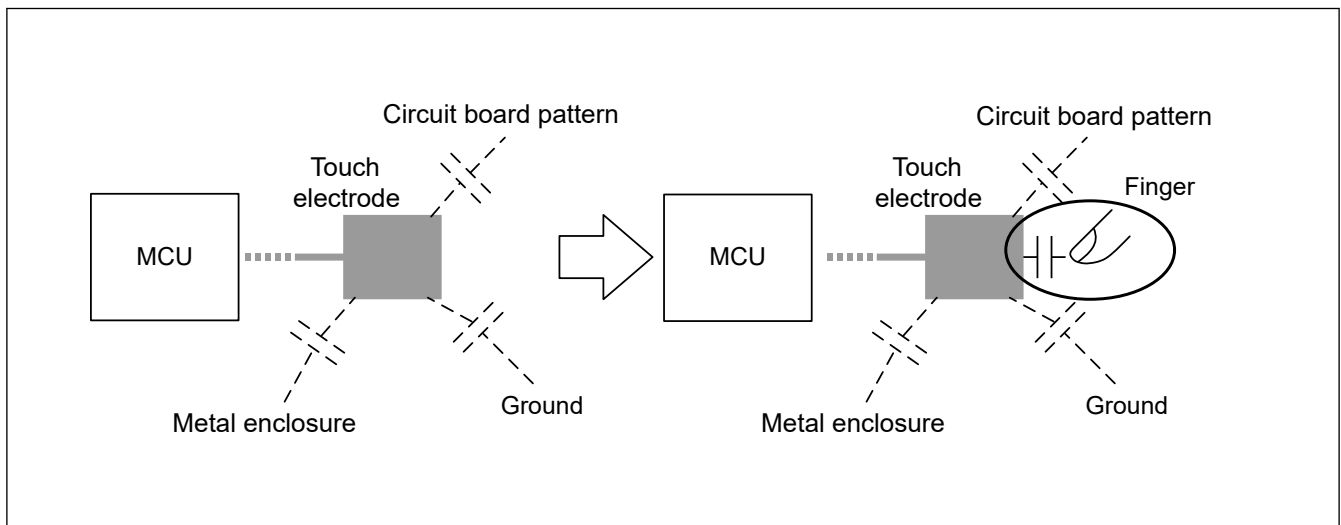 Circuit board pattern
Touch
electrode
MCU
Metal enclosure
Ground
Circuit board pattern
Touch
electrode
Finger
MCU
Metal enclosure
Ground